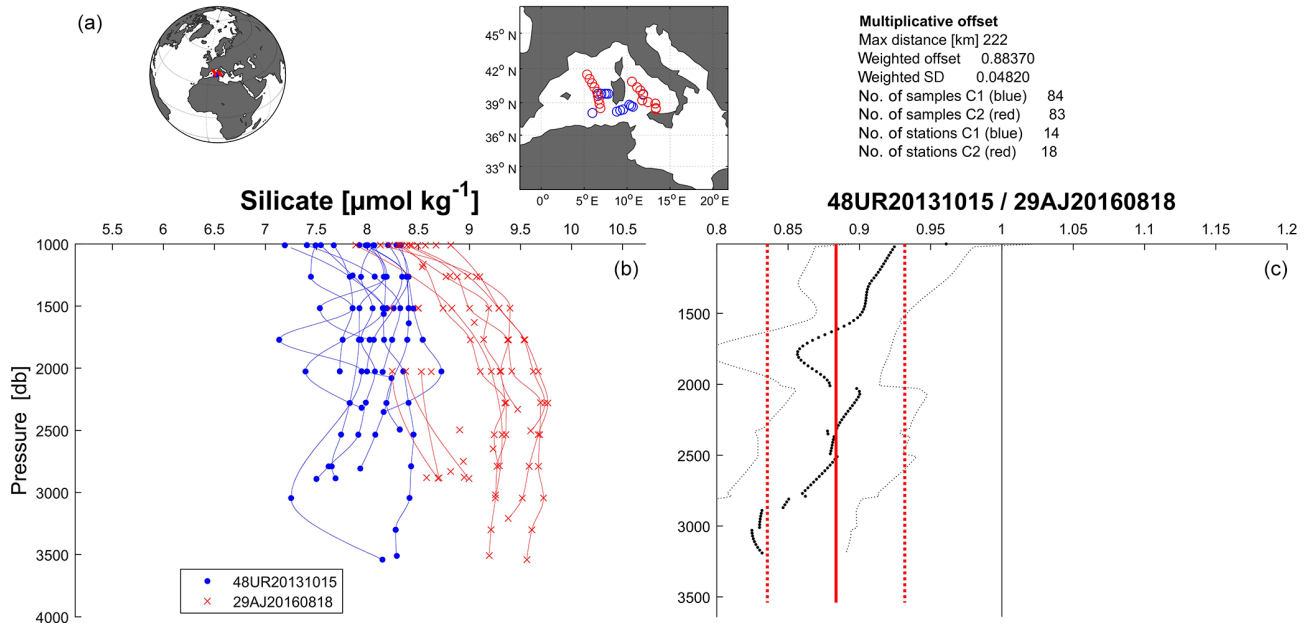 (a)
45° N
42° N
39° N
36° N
33° N
0° 5° E 10° E 15° E 20° E
Multiplicative offset
Max distance [km] 222
Weighted offset 0.88370
Weighted SD 0.04820
No. of samples C1 (blue) 84
No. of samples C2 (red) 83
No. of stations C1 (blue) 14
No. of stations C2 (red) 18
Silicate [µmol kg⁻¹]
5.5 6 6.5 7 7.5 8 8.5 9 9.5 10 10.5
(b)
Pressure [db]
1000
1500
2000
2500
3000
3500
4000
48UR20131015
29AJ20160818
48UR20131015 / 29AJ20160818
0.8 0.85 0.9 0.95 1 1.05 1.1 1.15 1.2
(c)
1500
2000
2500
3000
3500